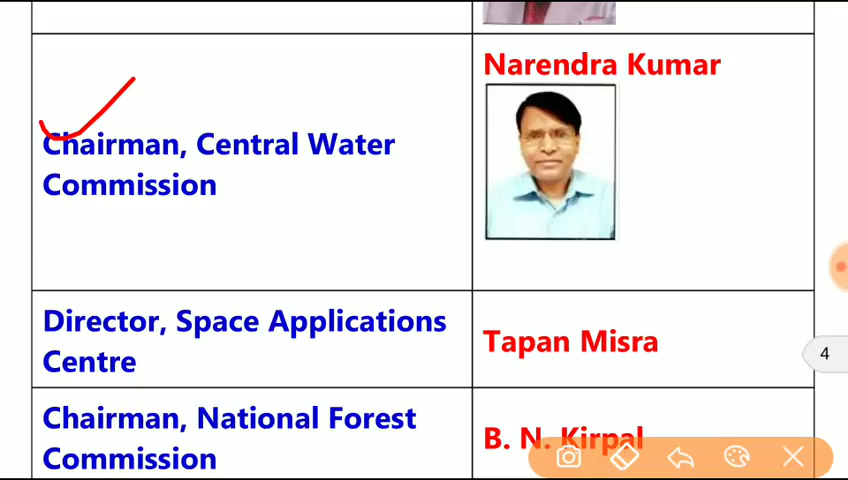 Narendra Kumar
Chairman, Central Water
Commission
Director, Space Applications
Centre
Tapan Misra
Chairman, National Forest
Commission
B. N. Kirpal
4